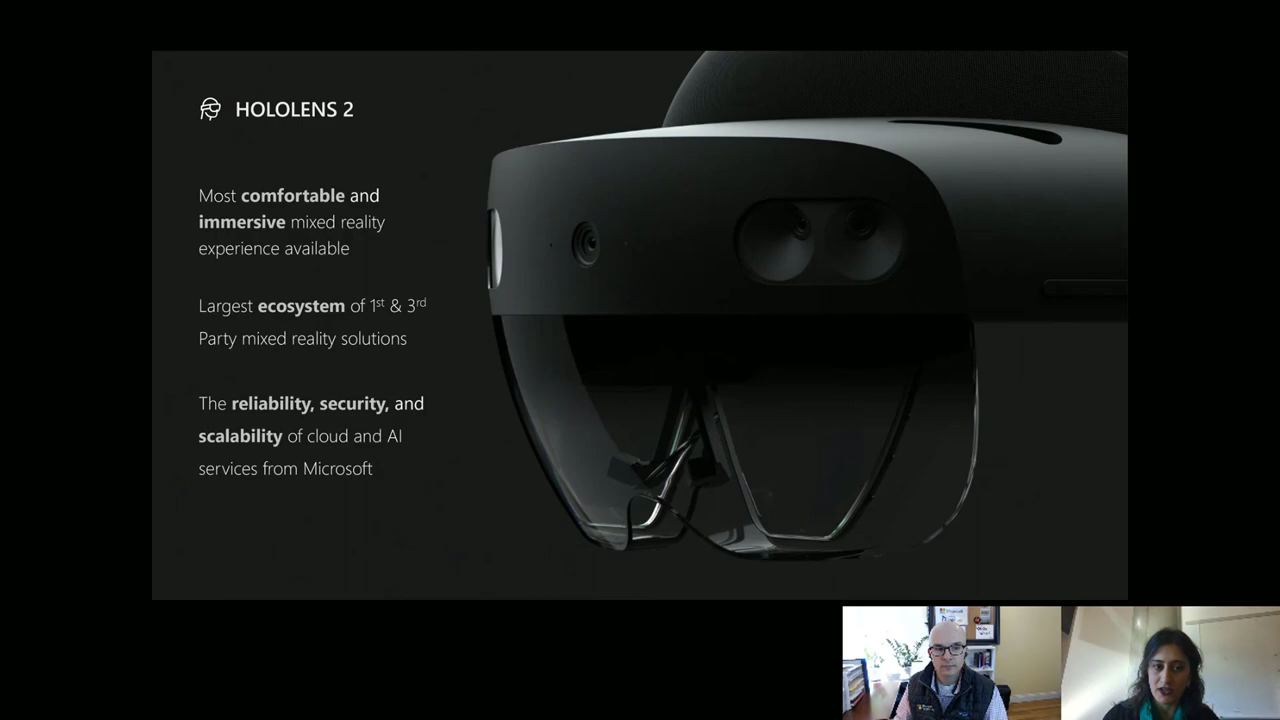 HOLOLENS 2
Most comfortable and
immersive mixed reality
experience available
Largest ecosystem of 1st & 3rd
Party mixed reality solutions
The reliability, security, and
scalability of cloud and AI
services from Microsoft